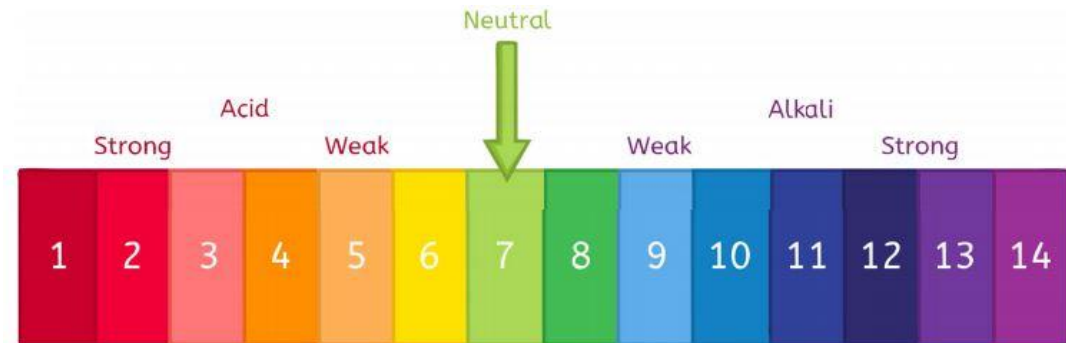 Neutral
Acid Alkali
Strong Weak Weak Strong
1 2 3 4 5 6 7 8 9 10 11 12 13 14